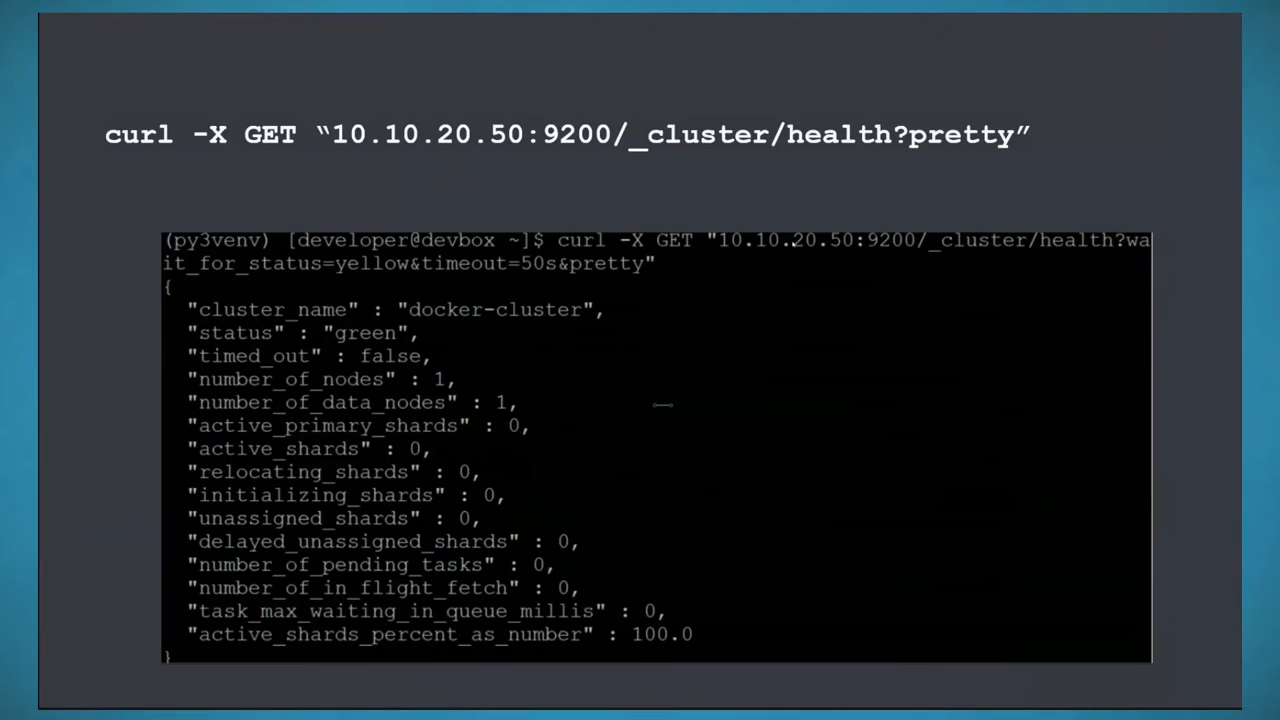 curl -X GET “10.10.20.50:9200/_cluster/health?pretty”
(py3venv) [developer@devbox ~]$ curl -X GET "10.10.20.50:9200/_cluster/health?wa
it_for_status=yellow&timeout=50s&pretty"
{
  "cluster_name" : "docker-cluster",
  "status" : "green",
  "timed_out" : false,
  "number_of_nodes" : 1,
  "number_of_data_nodes" : 1,
  "active_primary_shards" : 0,
  "active_shards" : 0,
  "relocating_shards" : 0,
  "initializing_shards" : 0,
  "unassigned_shards" : 0,
  "delayed_unassigned_shards" : 0,
  "number_of_pending_tasks" : 0,
  "number_of_in_flight_fetch" : 0,
  "task_max_waiting_in_queue_millis" : 0,
  "active_shards_percent_as_number" : 100.0
}